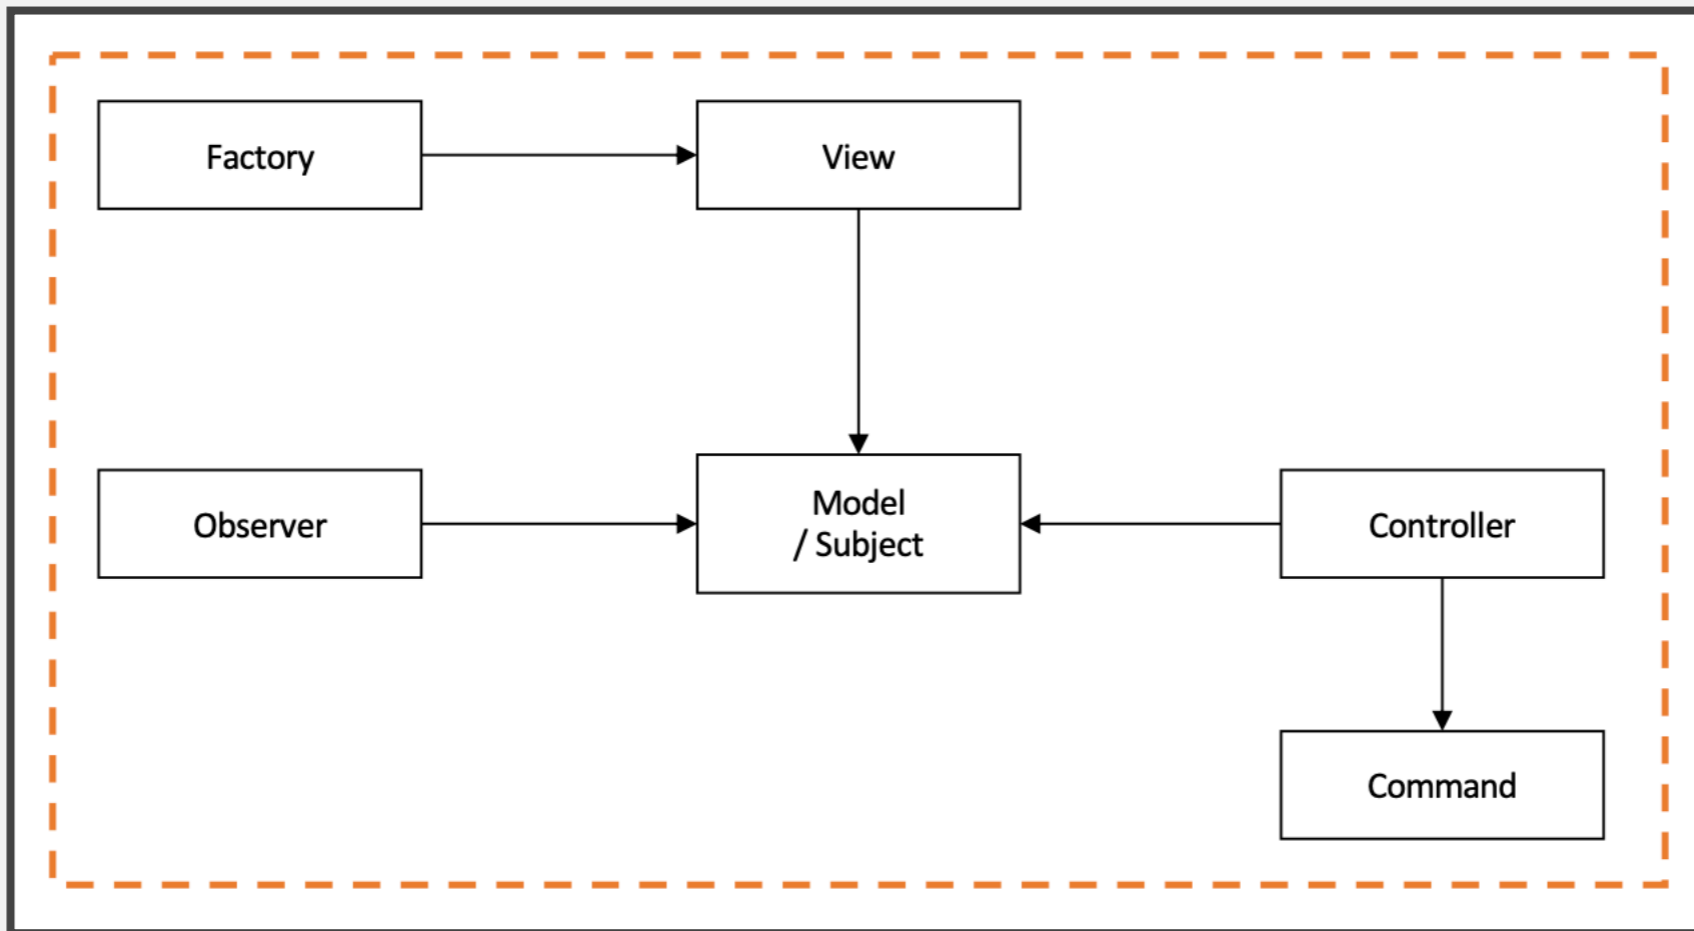 Factory
View
Observer
Model
/ Subject
Controller
Command